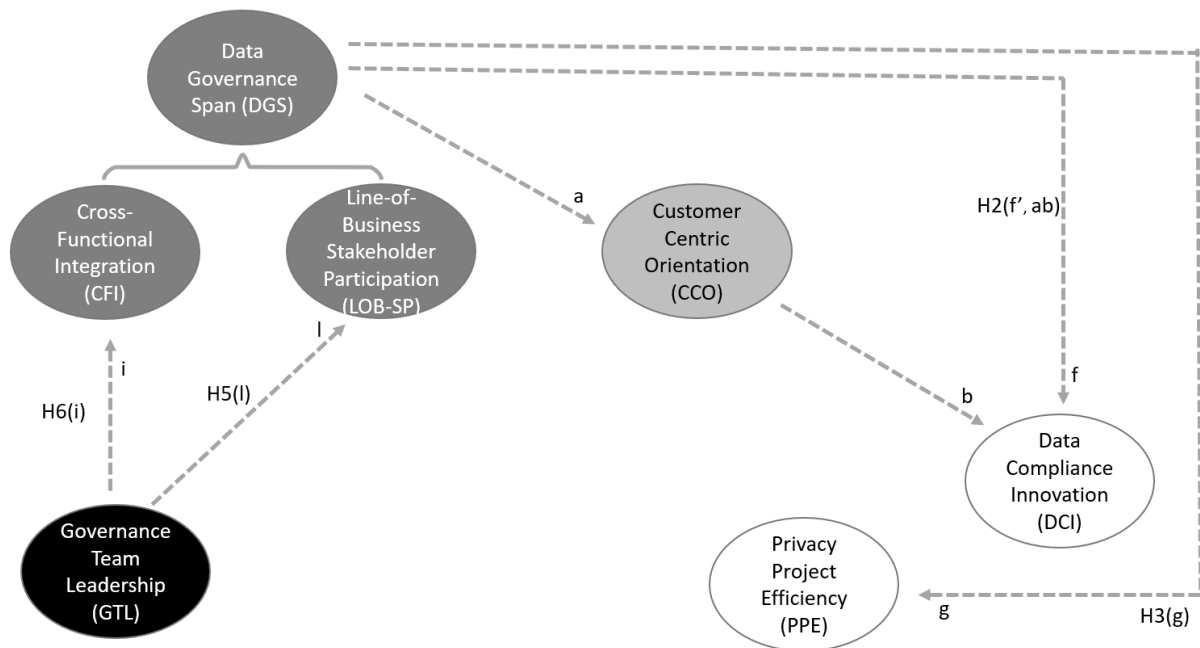 Data
Governance
Span (DGS)
Cross-
Functional
Integration
(CFI)
Line-of-
Business
Stakeholder
Participation
(LOB-SP)
a
Customer
Centric
Orientation
(CCO)
H2(f’, ab)
l
i
H5(l)
H6(i)
b
f
Data
Compliance
Innovation
(DCI)
Governance
Team
Leadership
(GTL)
Privacy
Project
Efficiency
(PPE)
g
H3(g)